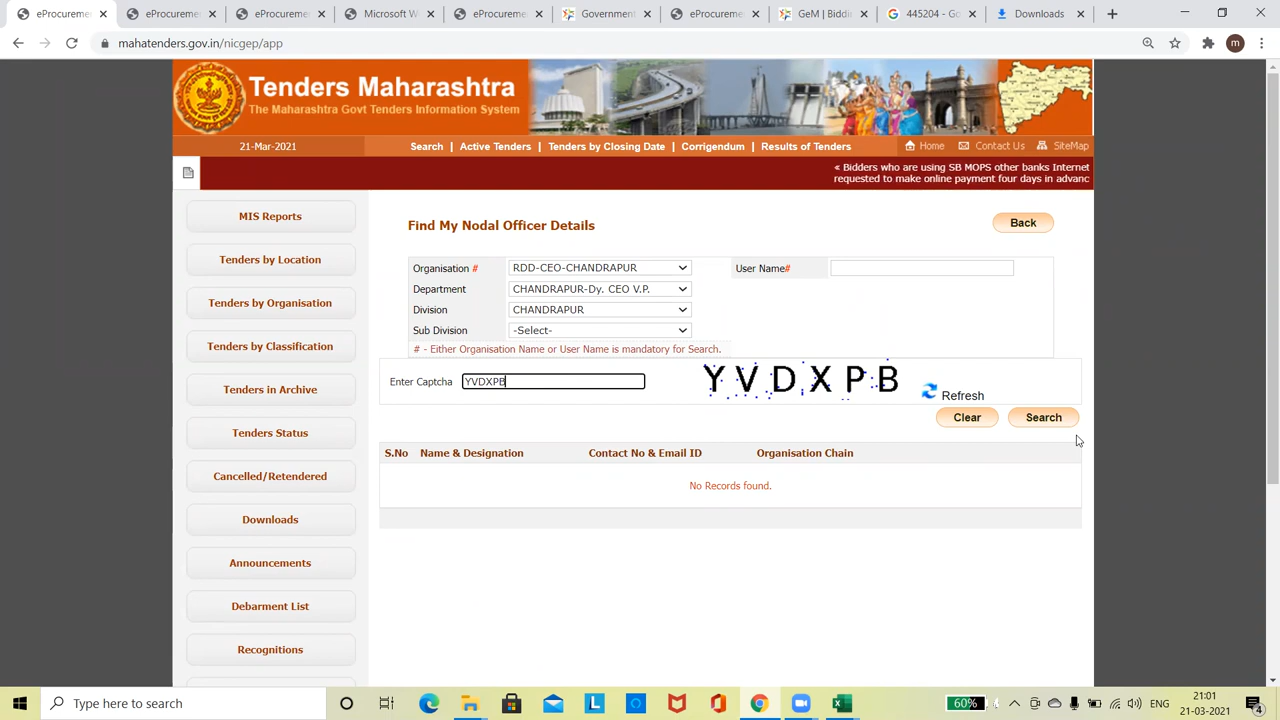 eProcureme
eProcureme
eProcureme
Microsoft W
eProcureme
Government
eProcureme
GeM | Biddin
445204 - Go
Downloads
mahatenders.gov.in/nicgep/app
m
Tenders Maharashtra
The Maharashtra Govt Tenders Information System
21-Mar-2021
Search | Active Tenders | Tenders by Closing Date | Corrigendum | Results of Tenders
Home
Contact Us
SiteMap
« Bidders who are using SB MOPS other banks Internet
requested to make online payment four days in advanc
MIS Reports
Tenders by Location
Tenders by Organisation
Tenders by Classification
Tenders in Archive
Tenders Status
Cancelled/Retendered
Downloads
Announcements
Debarment List
Recognitions
Find My Nodal Officer Details
Back
Organisation # RDD-CEO-CHANDRAPUR User Name#
Department CHANDRAPUR-Dy. CEO V.P.
Division CHANDRAPUR
Sub Division -Select-
# - Either Organisation Name or User Name is mandatory for Search.
Enter Captcha YVDXPB YVDXPB Refresh
Clear Search
S.No Name & Designation Contact No & Email ID Organisation Chain
No Records found.
Type here to search
60%
ENG
21:01
21-03-2021
4